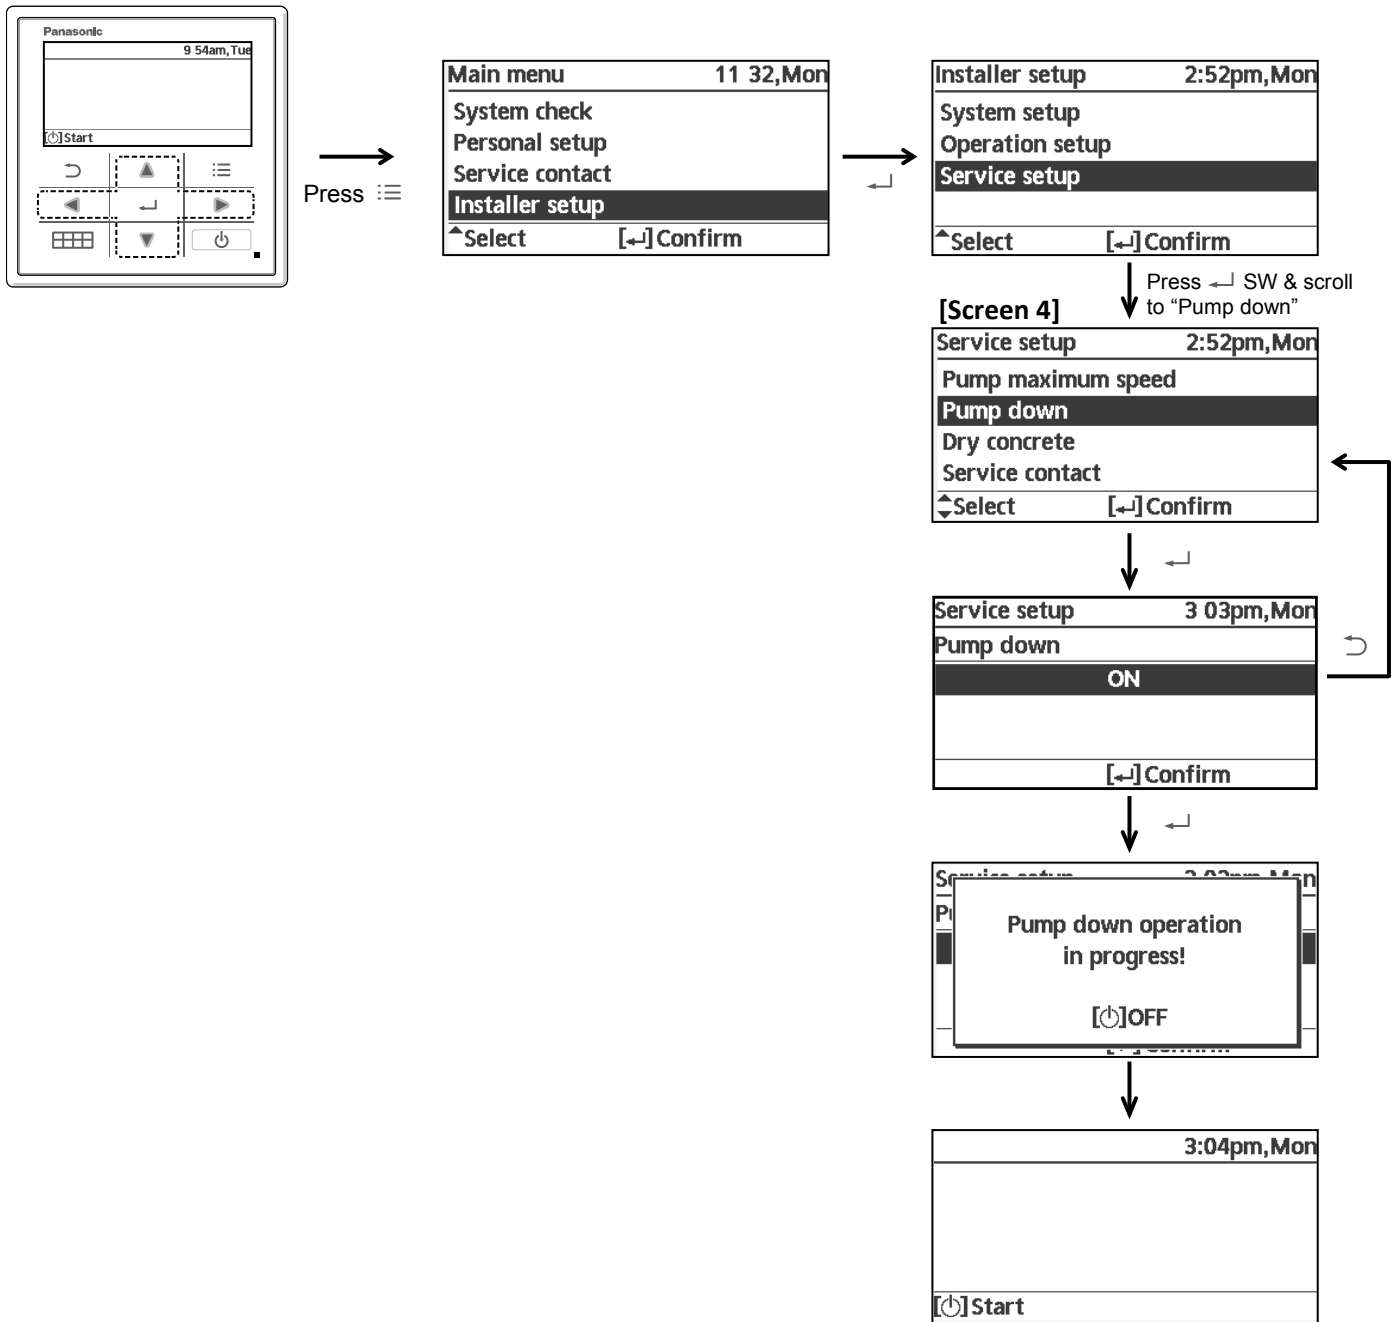 Panasonic
9 54am,Tue
[⏻]Start
Press
Main menu 11 32,Mon
System check
Personal setup
Service contact
Installer setup
Select [↵]Confirm
Installer setup 2:52pm,Mon
System setup
Operation setup
Service setup
Select [↵]Confirm
Press ↵ SW & scroll
to “Pump down”
[Screen 4]
Service setup 2:52pm,Mon
Pump maximum speed
Pump down
Dry concrete
Service contact
Select [↵]Confirm
Service setup 3 03pm,Mon
Pump down
ON
[↵]Confirm
Pump down operation
in progress!
[⏻]OFF
3:04pm,Mon
[⏻]Start